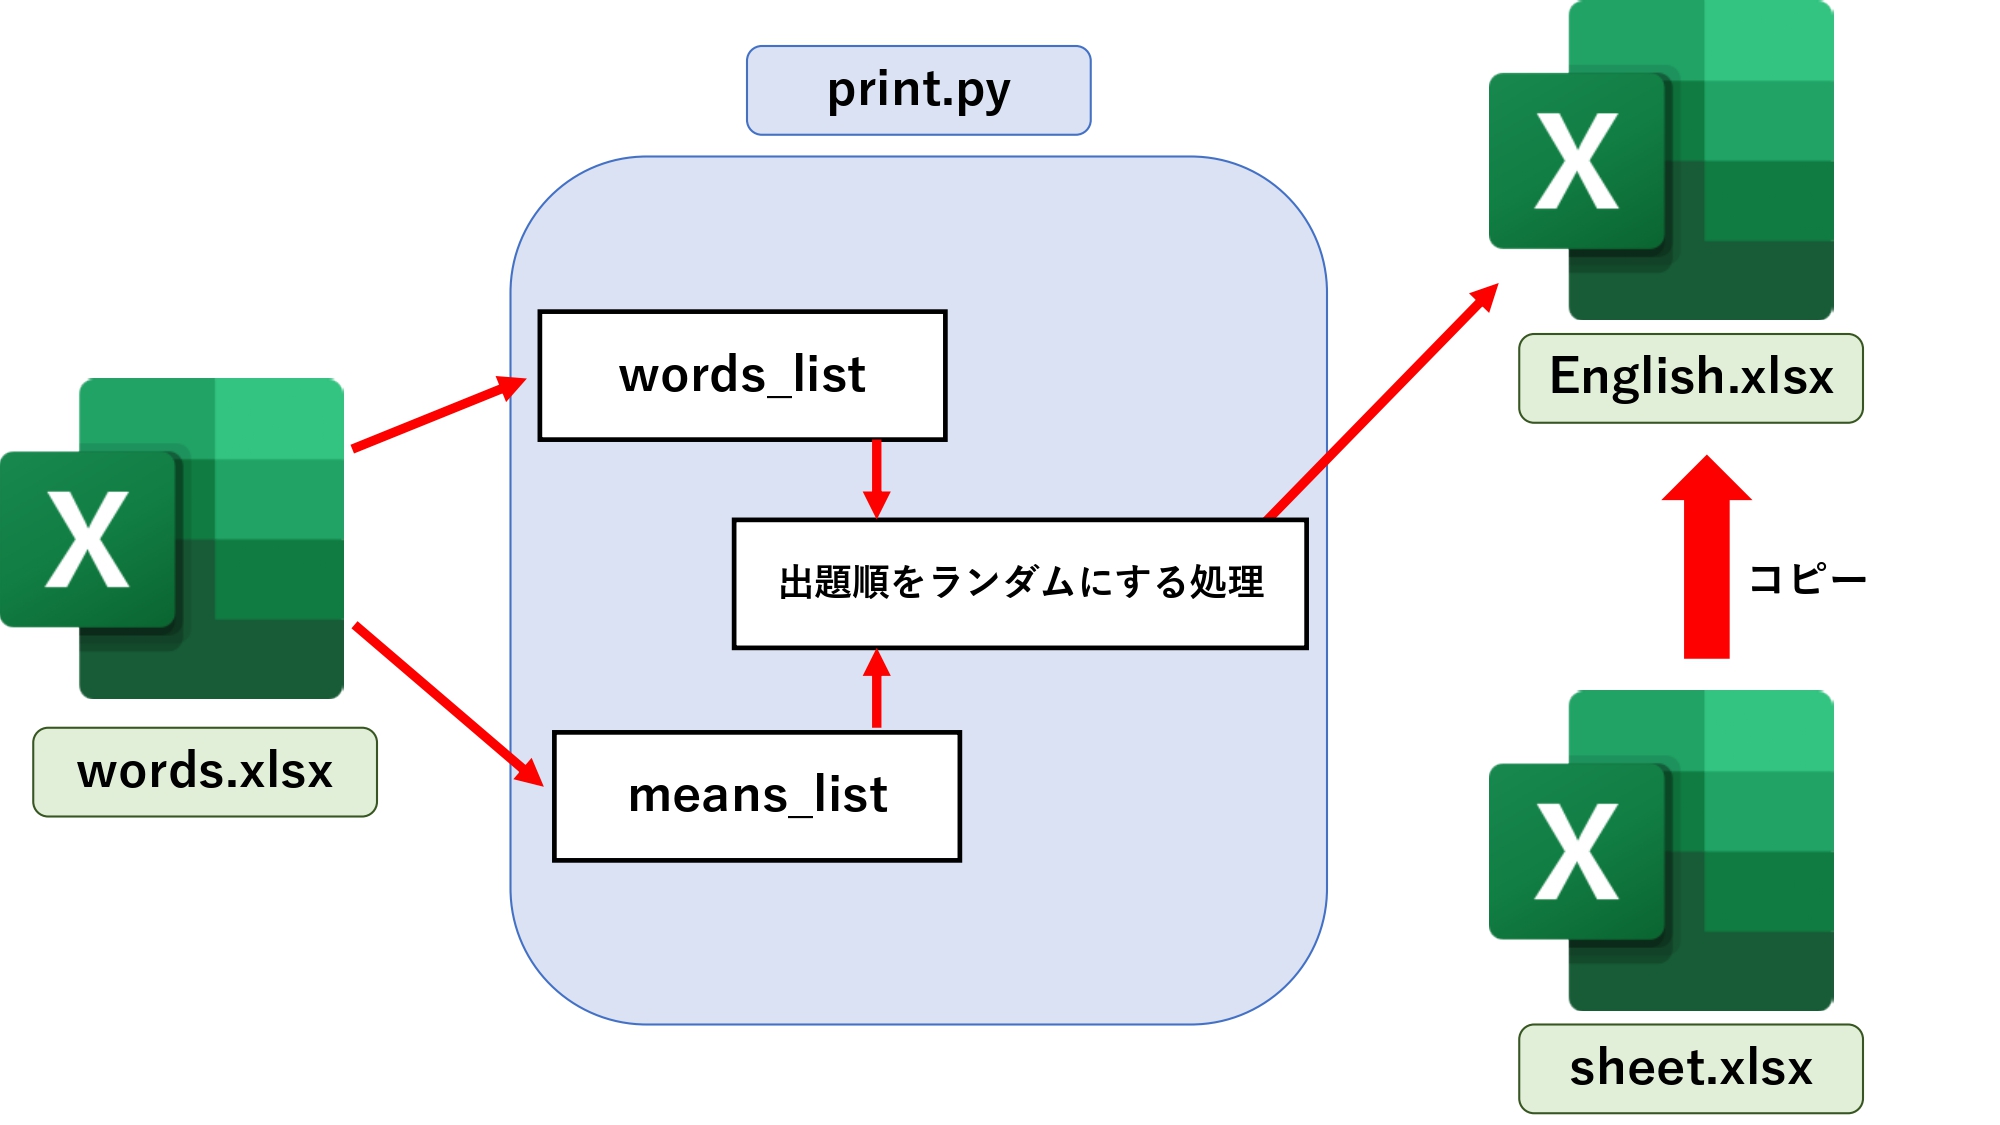 print.py
X
English.xlsx
words_list
X
words.xlsx
出題順をランダムにする処理
コピー
means_list
X
sheet.xlsx